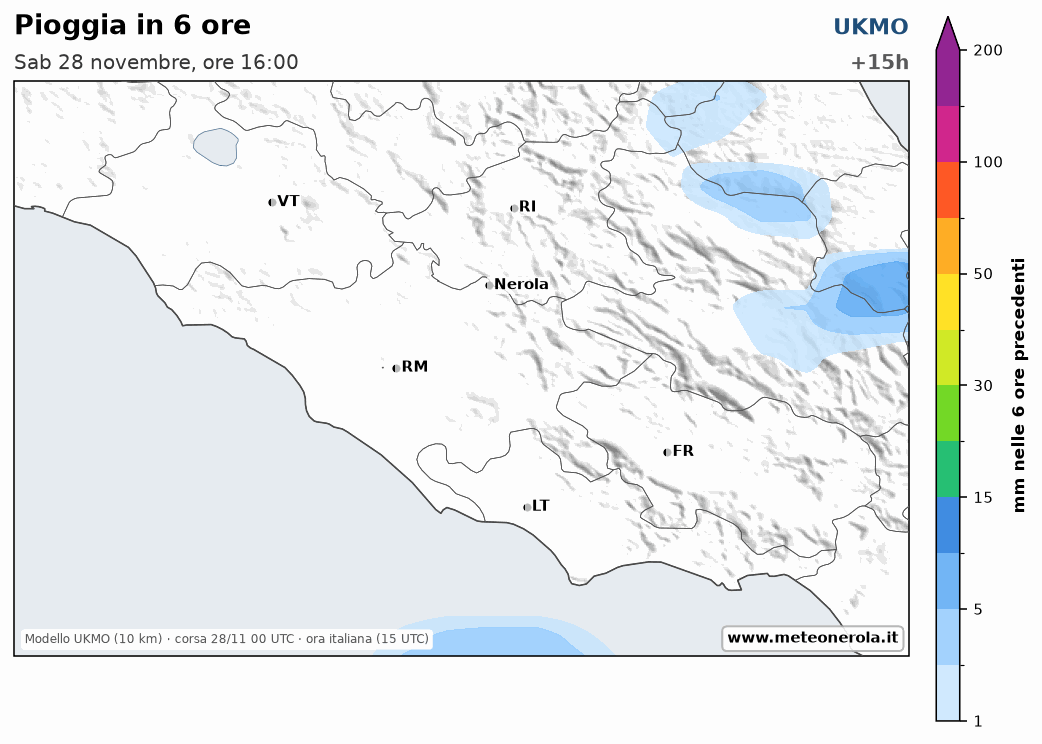 Pioggia in 6 ore
UKMO
Sab 28 novembre, ore 16:00
+15h
200
100
50
30
15
5
1
mm nelle 6 ore precedenti
VT
RI
Nerola
RM
FR
LT
Modello UKMO (10 km) · corsa 28/11 00 UTC · ora italiana (15 UTC)
www.meteonerola.it